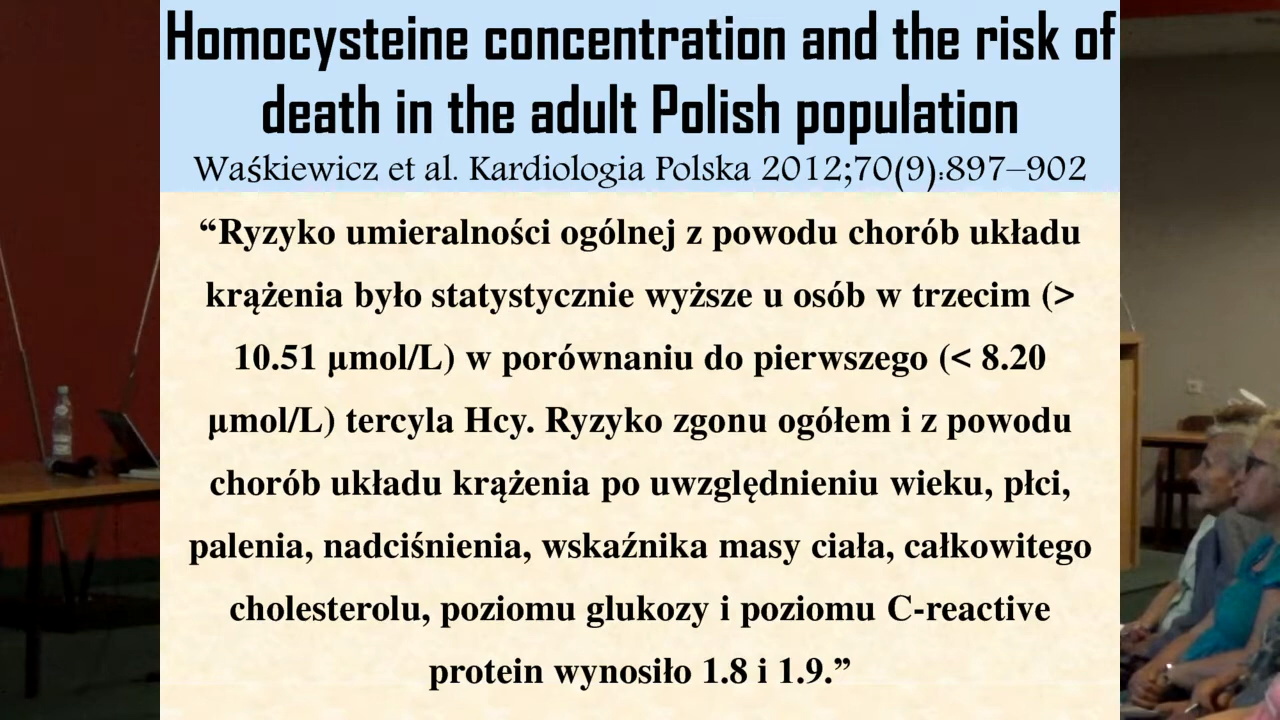 Homocysteine concentration and the risk of
death in the adult Polish population
Waśkiewicz et al. Kardiologia Polska 2012;70(9):897–902
“Ryzyko umieralności ogólnej z powodu chorób układu
krążenia było statystycznie wyższe u osób w trzecim (>
10.51 µmol/L) w porównaniu do pierwszego (< 8.20
µmol/L) tercyla Hcy. Ryzyko zgonu ogółem i z powodu
chorób układu krążenia po uwzględnieniu wieku, płci,
palenia, nadciśnienia, wskaźnika masy ciała, całkowitego
cholesterolu, poziomu glukozy i poziomu C-reactive
protein wynosiło 1.8 i 1.9.”